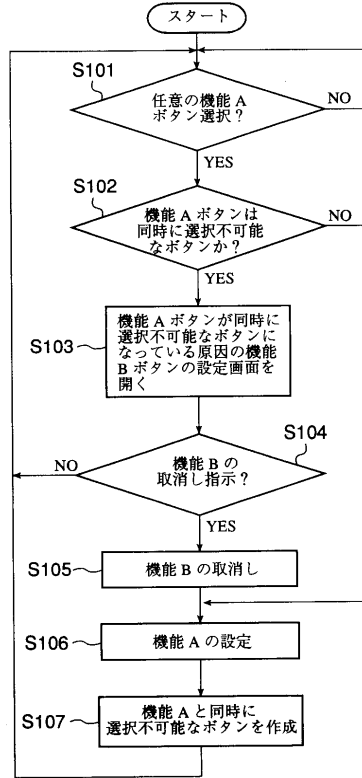 スタート
S101
任意の機能A
ボタン選択?
NO
YES
S102
機能Aボタンは
同時に選択不可能
なボタンか?
NO
YES
S103
機能Aボタンが同時に
選択不可能なボタンに
なっている原因の機能
Bボタンの設定画面を
開く
S104
機能Bの
取消し指示?
NO
YES
S105
機能Bの取消し
S106
機能Aの設定
S107
機能Aと同時に
選択不可能なボタンを作成